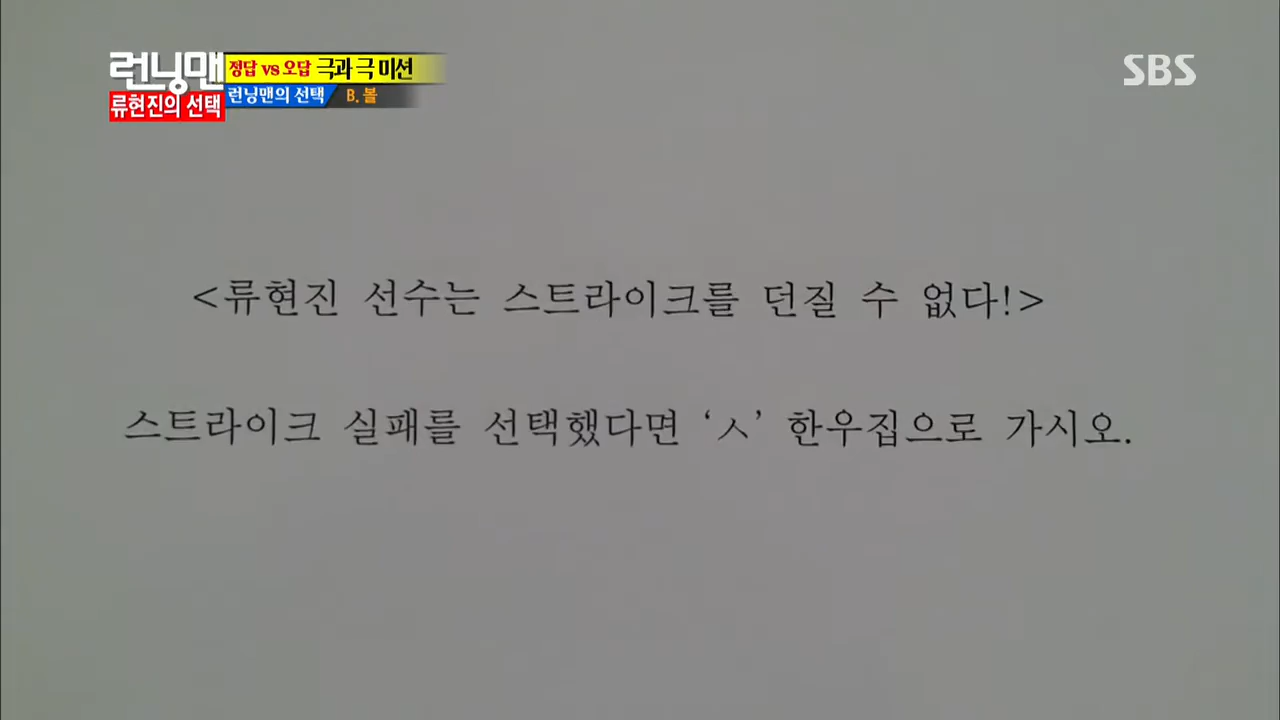 런닝맨
류현진의 선택
정답 vs 오답 극과 극 미션
런닝맨의 선택 B. 볼
SBS
<류현진 선수는 스트라이크를 던질 수 없다!>
스트라이크 실패를 선택했다면 ‘ㅅ’ 한우집으로 가시오.